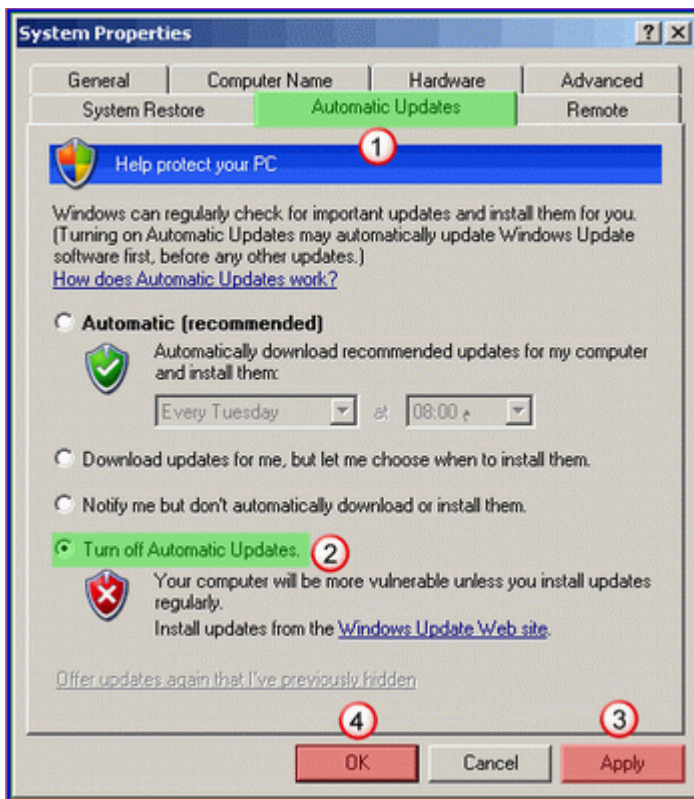 System Properties
General Computer Name Hardware Advanced
System Restore Automatic Updates Remote
1
Help protect your PC
Windows can regularly check for important updates and install them for you.
(Turning on Automatic Updates may automatically update Windows Update
software first, before any other updates.)
How does Automatic Updates work?
Automatic (recommended)
Automatically download recommended updates for my computer
and install them:
Every Tuesday at 08:00 م
Download updates for me, but let me choose when to install them.
Notify me but don't automatically download or install them.
Turn off Automatic Updates. 2
Your computer will be more vulnerable unless you install updates
regularly.
Install updates from the Windows Update Web site.
Offer updates again that I've previously hidden
4 3
OK Cancel Apply